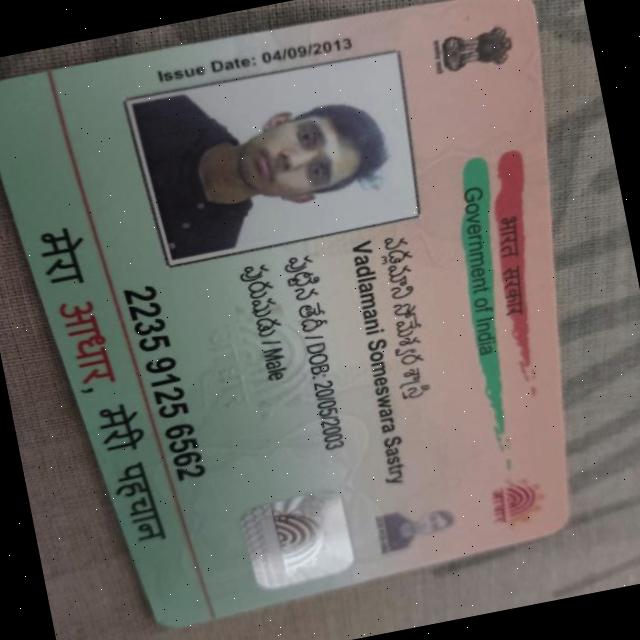 भारत सरकार
Government of India
Issue Date: 04/09/2013
వడ్లమాని సోమేశ్వర శాస్త్రి
Vadlamani Someswara Sastry
పుట్టిన తేదీ / DOB: 20/05/2003
పురుషుడు / Male
2235 9125 6562
मेरा आधार, मेरी पहचान